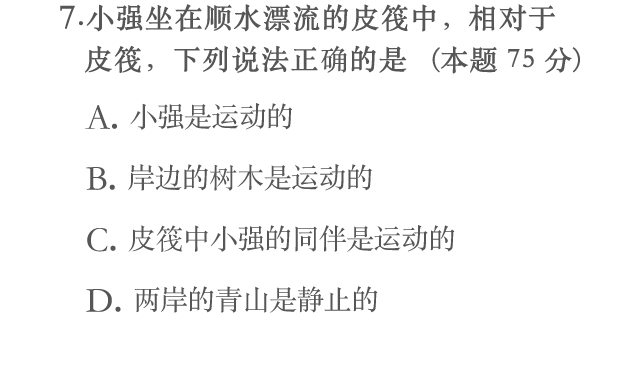 7.小强坐在顺水漂流的皮筏中，相对于
皮筏，下列说法正确的是 （本题 75 分）
A. 小强是运动的
B. 岸边的树木是运动的
C. 皮筏中小强的同伴是运动的
D. 两岸的青山是静止的